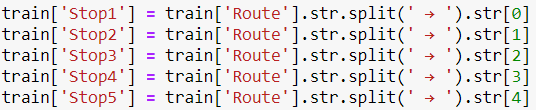 train['Stop1'] = train['Route'].str.split(' → ').str[0]
train['Stop2'] = train['Route'].str.split(' → ').str[1]
train['Stop3'] = train['Route'].str.split(' → ').str[2]
train['Stop4'] = train['Route'].str.split(' → ').str[3]
train['Stop5'] = train['Route'].str.split(' → ').str[4]